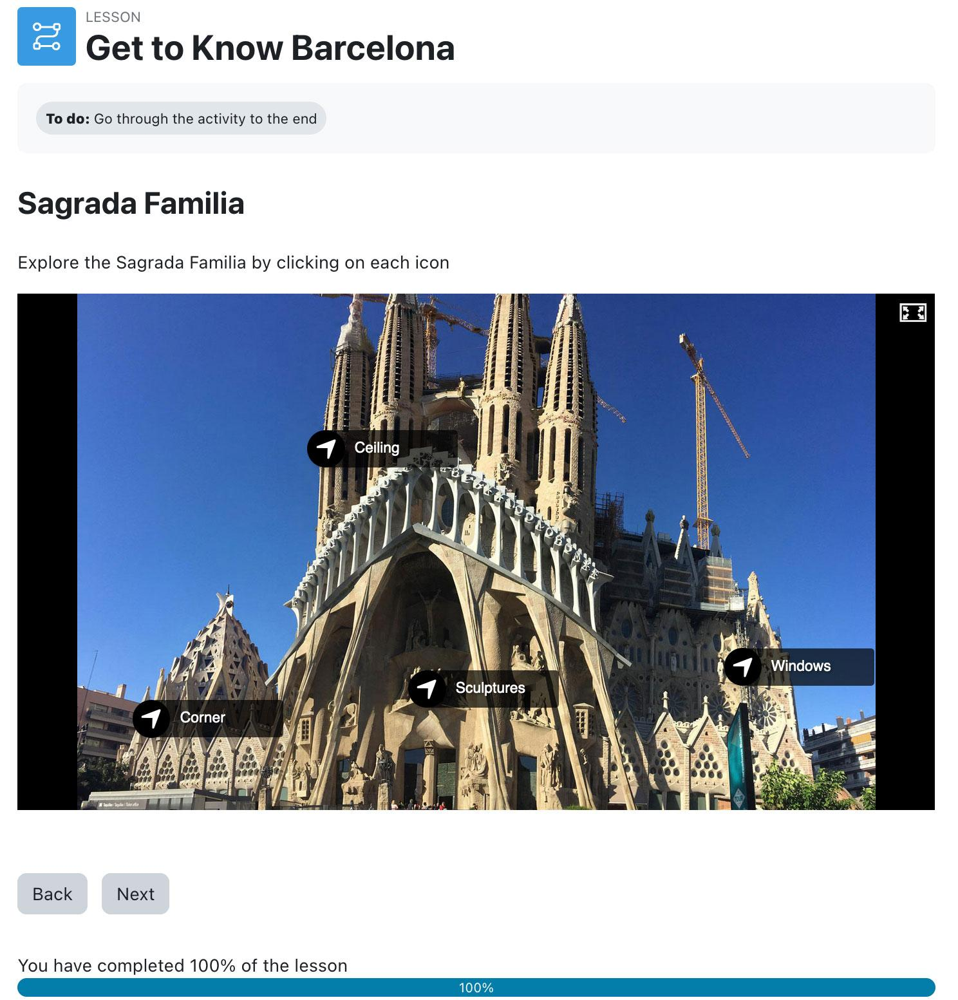 LESSON
Get to Know Barcelona
To do: Go through the activity to the end
Sagrada Familia
Explore the Sagrada Familia by clicking on each icon
Ceiling
Windows
Sculptures
Corner
Back
Next
You have completed 100% of the lesson
100%